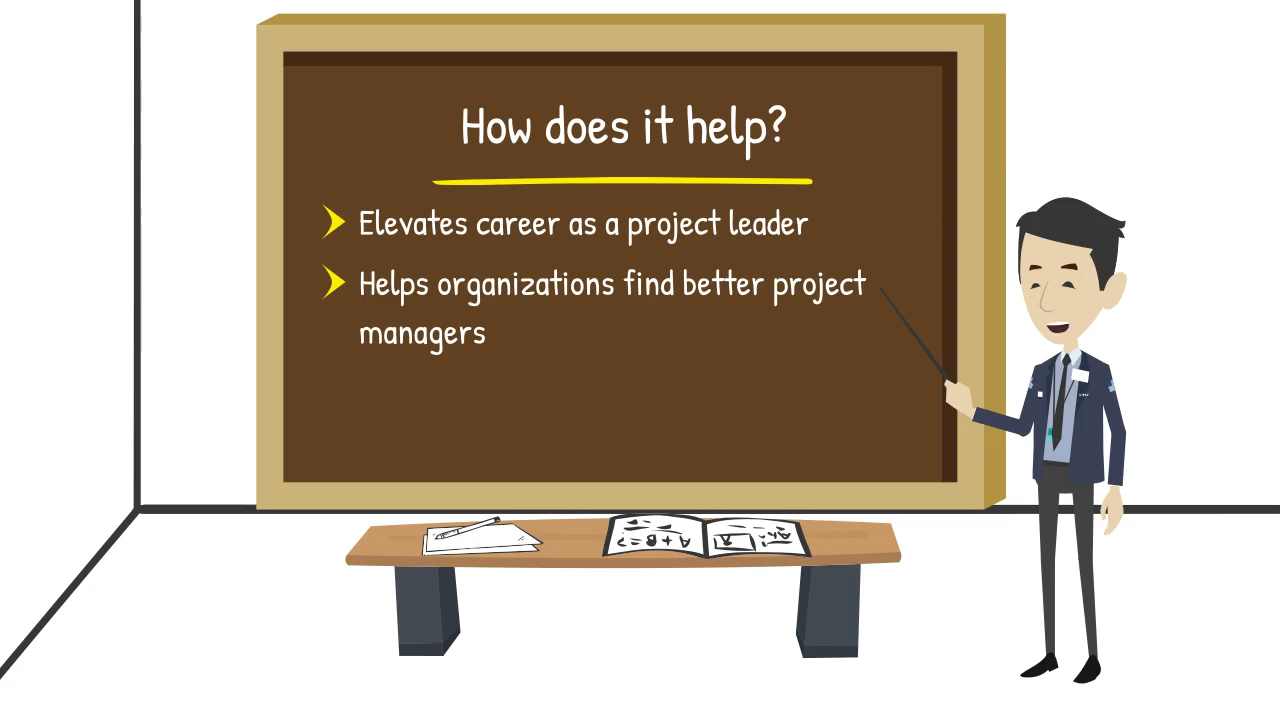 How does it help?
Elevates career as a project leader
Helps organizations find better project
managers